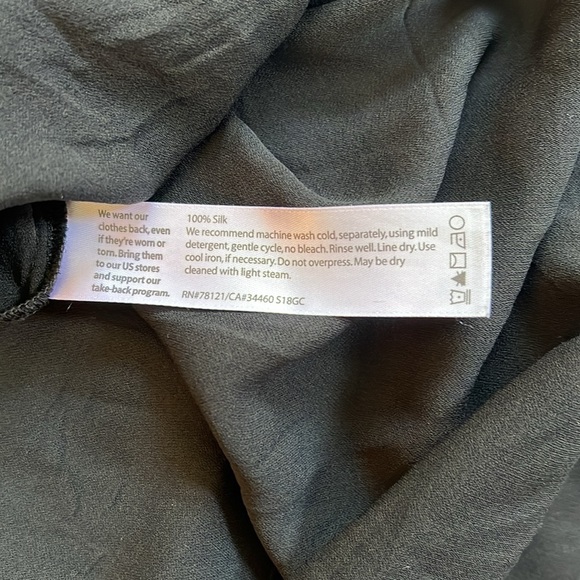 We want our
clothes back, even
if they're worn or
torn. Bring them
to our US stores
and support our
take-back program.
100% Silk
We recommend machine wash cold, separately, using mild
detergent, gentle cycle, no bleach. Rinse well. Line dry. Use
cool iron, if necessary. Do not overpress. May be dry
cleaned with light steam.
RN#78121/CA#34460 S18GC